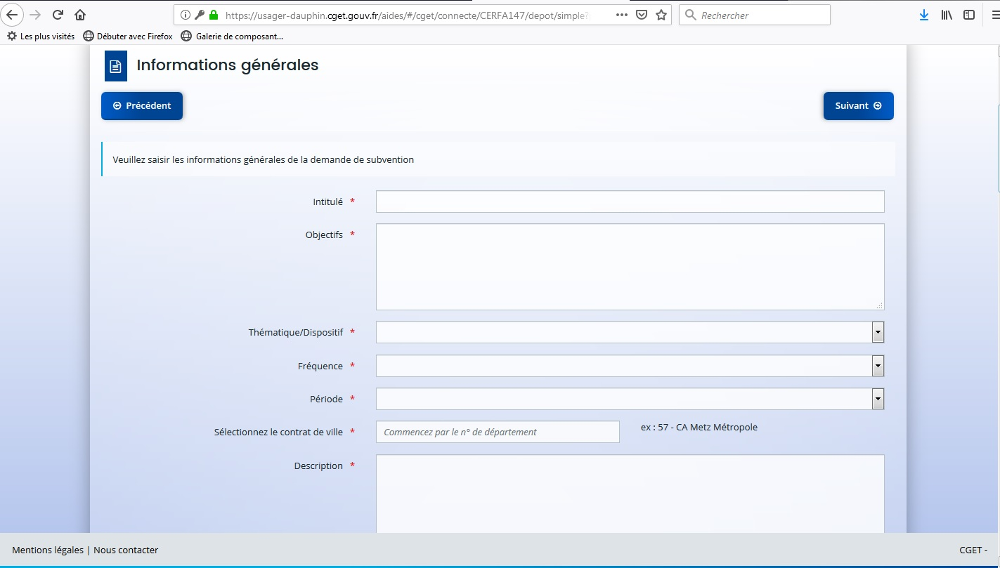 https://usager-dauphin.cget.gouv.fr/aides/#/cget/connecte/CERFA147/depot/simple?
Rechercher
Les plus visités Débuter avec Firefox Galerie de composant...
Informations générales
Précédent Suivant
Veuillez saisir les informations générales de la demande de subvention
Intitulé *
Objectifs *
Thématique/Dispositif *
Fréquence *
Période *
Sélectionnez le contrat de ville * Commencez par le n° de département ex : 57 - CA Metz Métropole
Description *
Mentions légales | Nous contacter CGET -